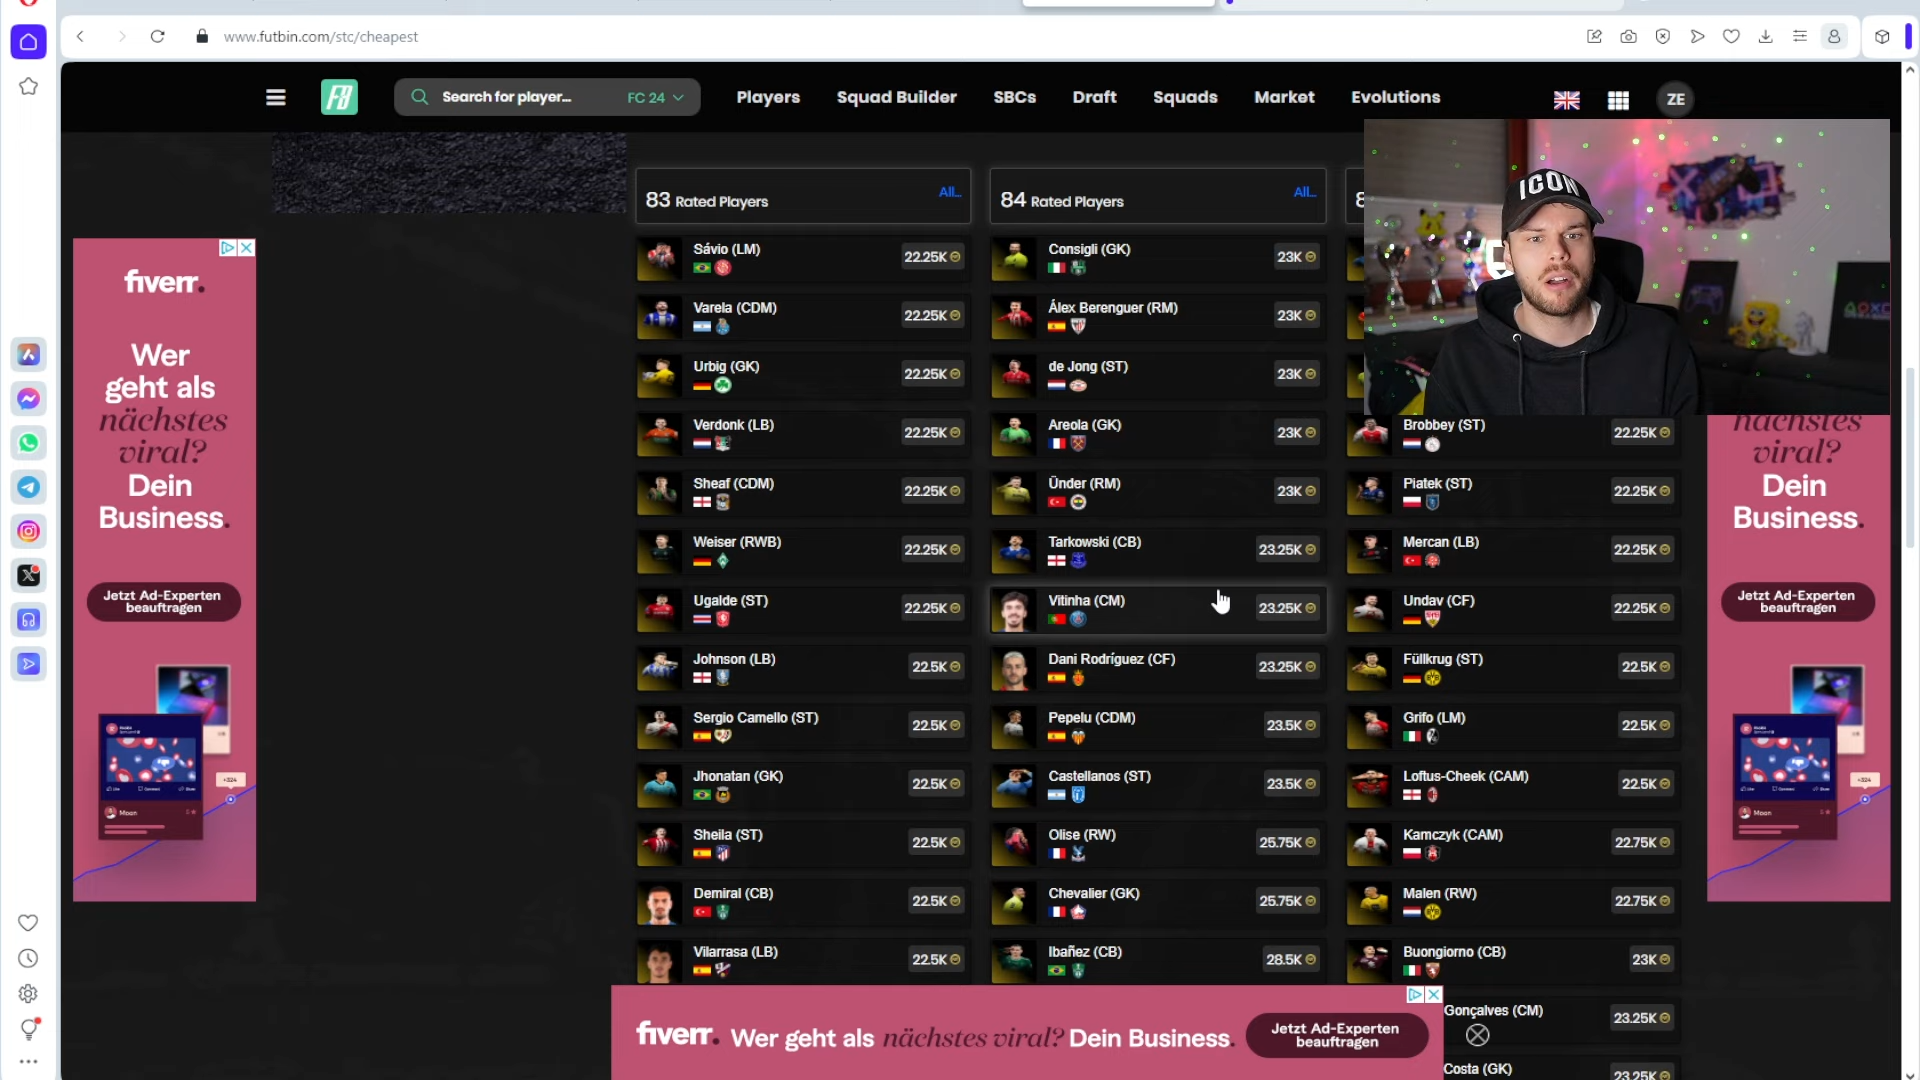 www.futbin.com/stc/cheapest
Search for player...
FC 24
Players
Squad Builder
SBCs
Draft
Squads
Market
Evolutions
ZE
ICON
83 Rated Players
All...
Sávio (LM)
22.25K
Varela (CDM)
22.25K
Urbig (GK)
22.25K
Verdonk (LB)
22.25K
Sheaf (CDM)
22.25K
Weiser (RWB)
22.25K
Ugalde (ST)
22.25K
Johnson (LB)
22.5K
Sergio Camello (ST)
22.5K
Jhonatan (GK)
22.5K
Sheila (ST)
22.5K
Demiral (CB)
22.5K
Vilarrasa (LB)
22.5K
84 Rated Players
All...
Consigli (GK)
23K
Álex Berenguer (RM)
23K
de Jong (ST)
23K
Areola (GK)
23K
Ünder (RM)
23K
Tarkowski (CB)
23.25K
Vitinha (CM)
23.25K
Dani Rodríguez (CF)
23.25K
Pepelu (CDM)
23.5K
Castellanos (ST)
23.5K
Olise (RW)
25.75K
Chevalier (GK)
25.75K
Ibañez (CB)
28.5K
8
Brobbey (ST)
22.25K
Piatek (ST)
22.25K
Mercan (LB)
22.25K
Undav (CF)
22.25K
Füllkrug (ST)
22.5K
Grifo (LM)
22.5K
Loftus-Cheek (CAM)
22.5K
Kamczyk (CAM)
22.75K
Malen (RW)
22.75K
Buongiorno (CB)
23K
Gonçalves (CM)
23.25K
Costa (GK)
23.25K
fiverr.
Wer
geht als
nächstes
viral?
Dein
Business.
Jetzt Ad-Experten
beauftragen
+324
Moon
nächstes
viral?
Dein
Business.
Jetzt Ad-Experten
beauftragen
+324
Moon
fiverr. Wer geht als nächstes viral? Dein Business.
Jetzt Ad-Experten
beauftragen